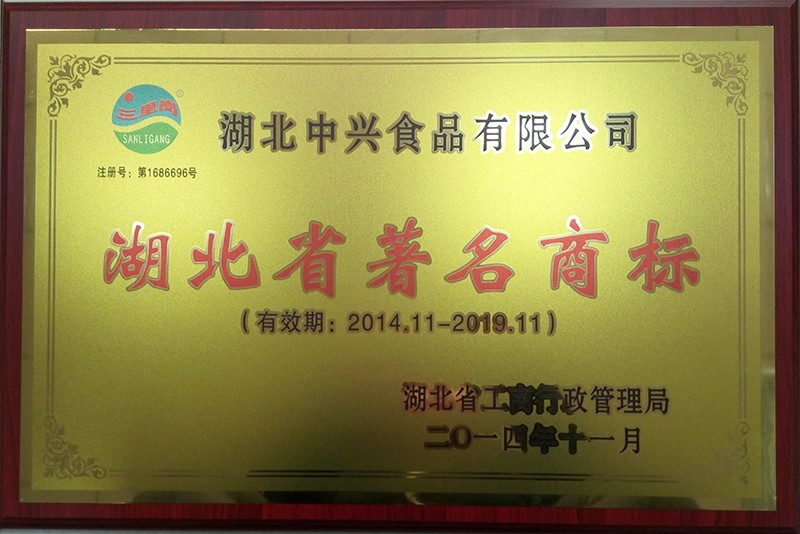 三里岗®
SANLIGANG
注册号：第1686696号
湖北中兴食品有限公司
湖北省著名商标
（有效期：2014.11-2019.11）
湖北省工商行政管理局
二〇一四年十一月